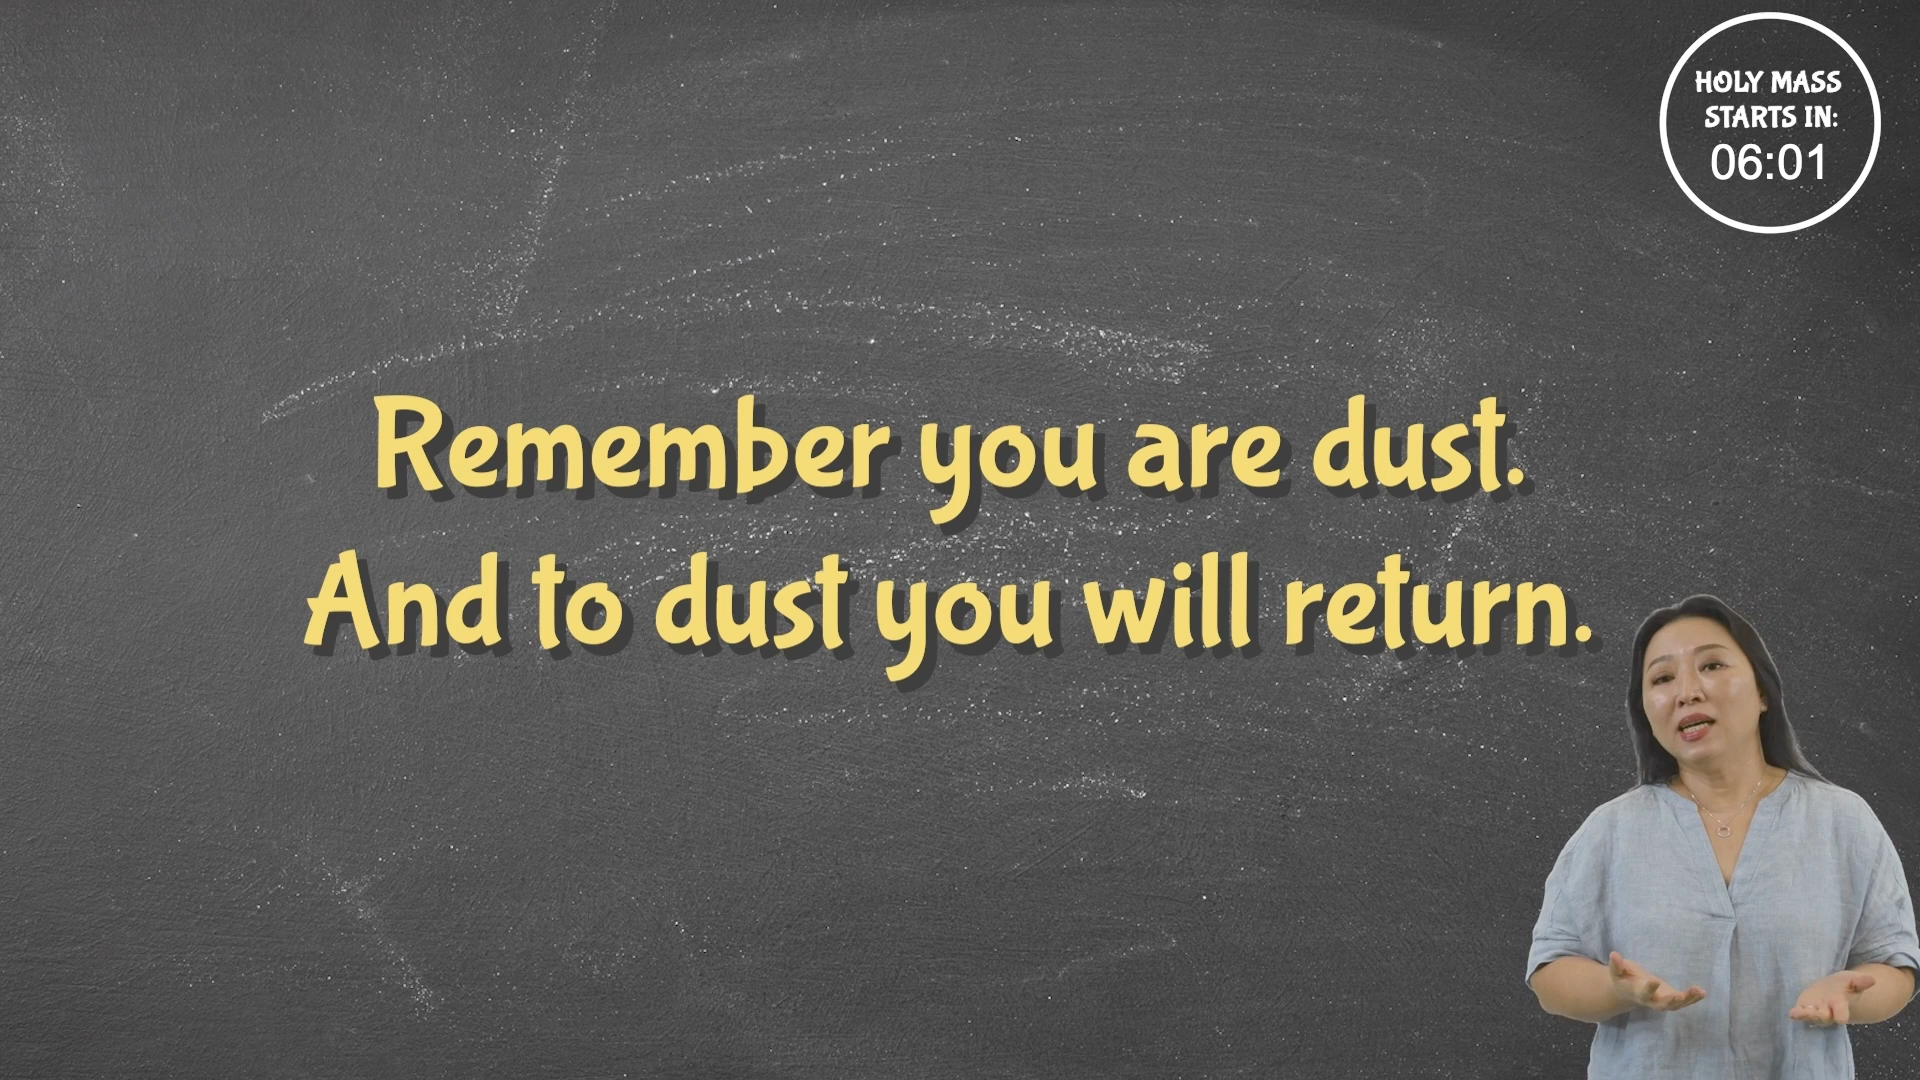 HOLY MASS
STARTS IN:
06:01
Remember you are dust.
And to dust you will return.